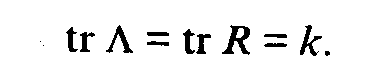 tr Λ = tr R = k.